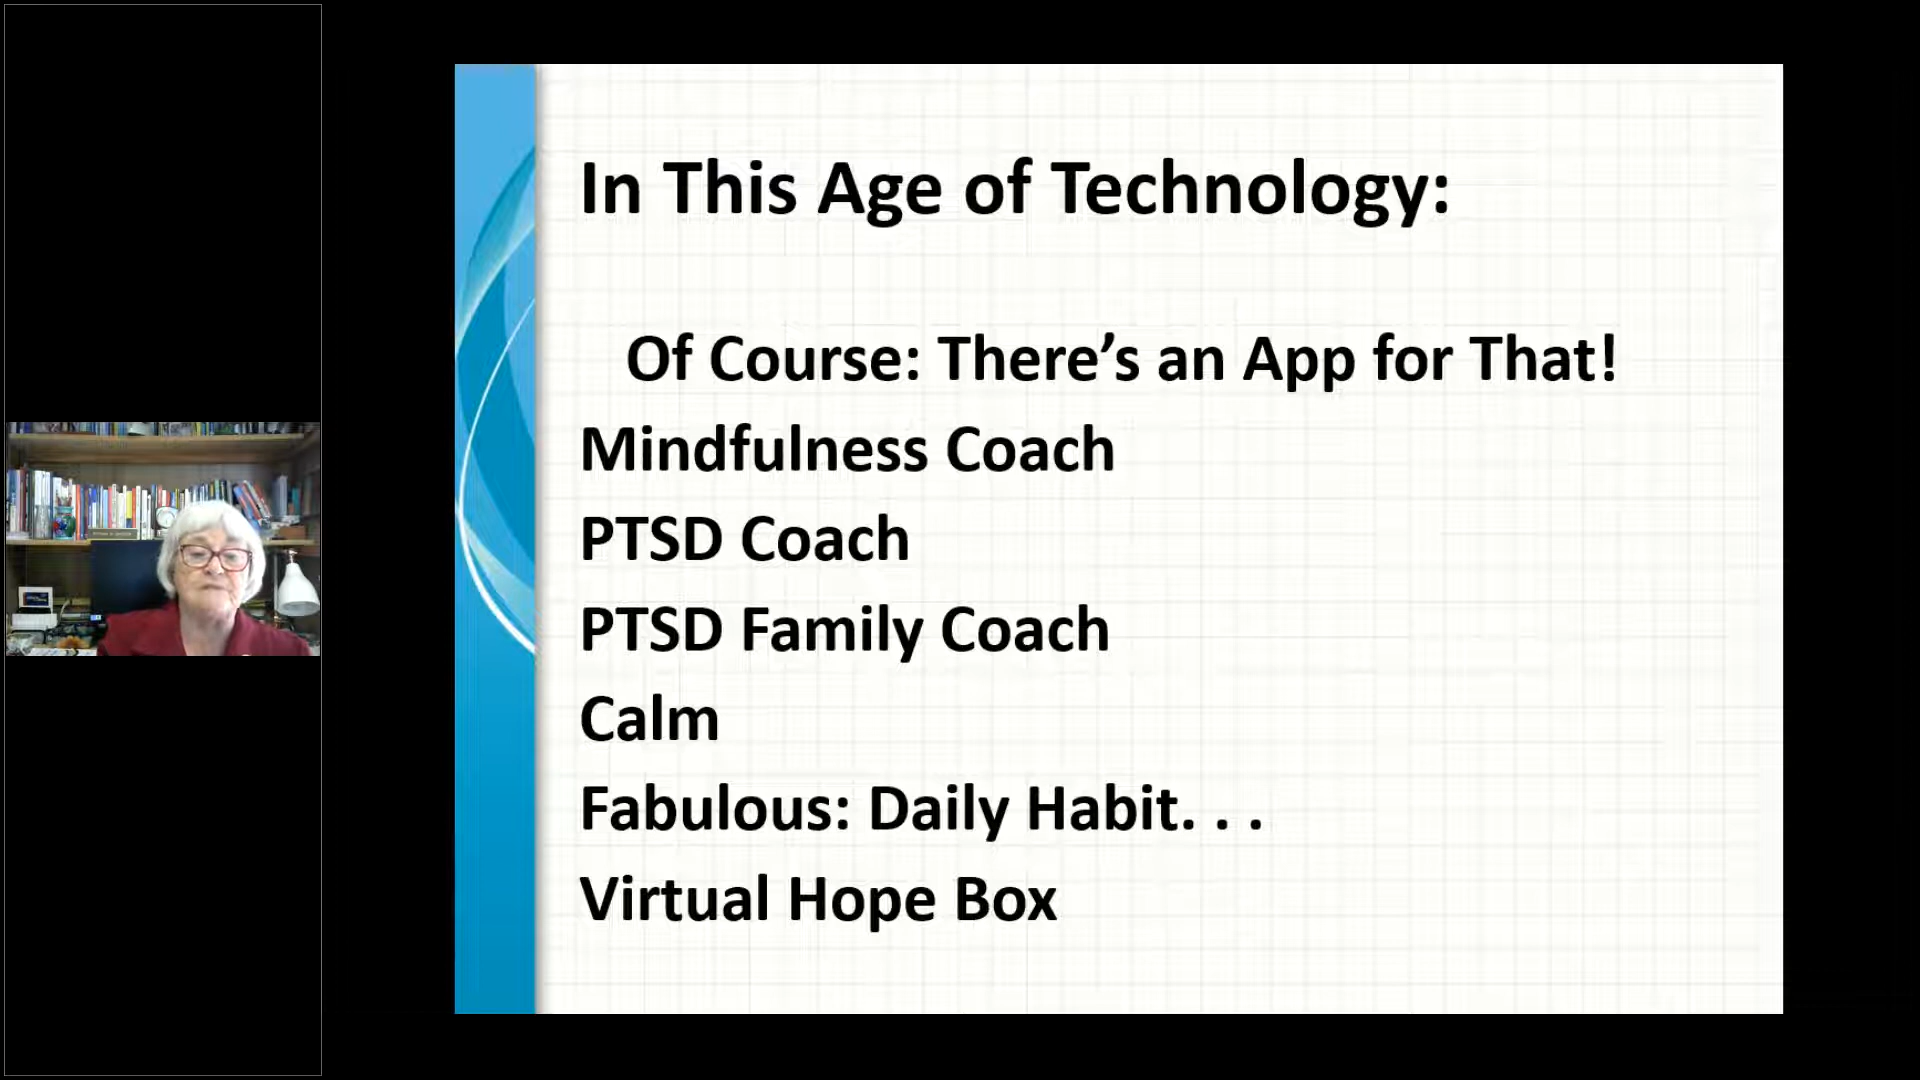 In This Age of Technology:
Of Course: There’s an App for That!
Mindfulness Coach
PTSD Coach
PTSD Family Coach
Calm
Fabulous: Daily Habit. . .
Virtual Hope Box